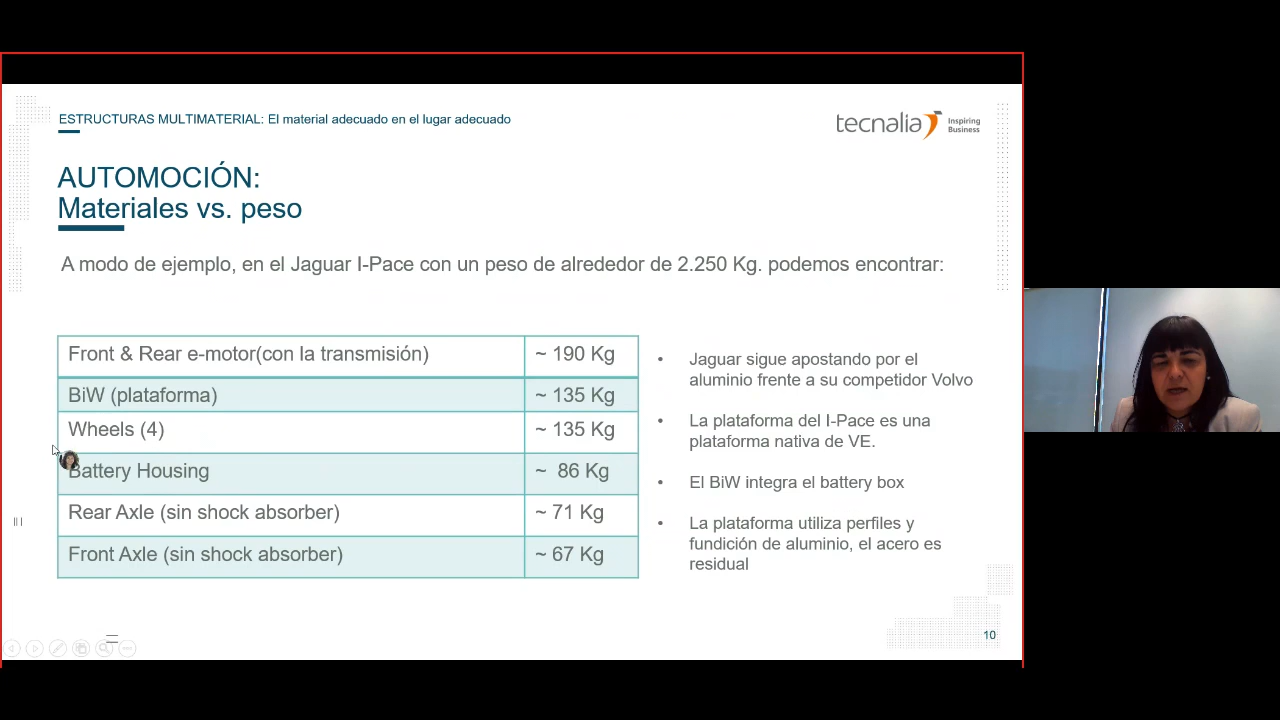 ESTRUCTURAS MULTIMATERIAL: El material adecuado en el lugar adecuado
tecnalia Inspiring Business
AUTOMOCIÓN:
Materiales vs. peso
A modo de ejemplo, en el Jaguar I-Pace con un peso de alrededor de 2.250 Kg. podemos encontrar:
Front & Rear e-motor(con la transmisión) ~ 190 Kg
BiW (plataforma) ~ 135 Kg
Wheels (4) ~ 135 Kg
Battery Housing ~ 86 Kg
Rear Axle (sin shock absorber) ~ 71 Kg
Front Axle (sin shock absorber) ~ 67 Kg
• Jaguar sigue apostando por el
aluminio frente a su competidor Volvo
• La plataforma del I-Pace es una
plataforma nativa de VE.
• El BiW integra el battery box
• La plataforma utiliza perfiles y
fundición de aluminio, el acero es
residual
10